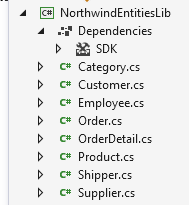 C# NorthwindEntitiesLib
Dependencies
SDK
C# Category.cs
C# Customer.cs
C# Employee.cs
C# Order.cs
C# OrderDetail.cs
C# Product.cs
C# Shipper.cs
C# Supplier.cs